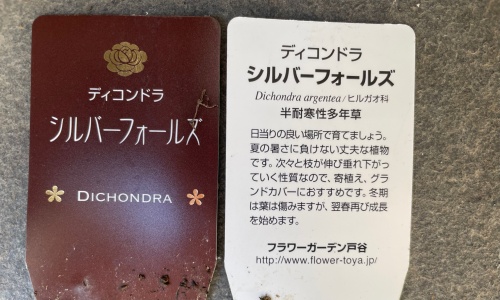 ディコンドラ
シルバーフォールズ
DICHONDRA
ディコンドラ
シルバーフォールズ
Dichondra argentea/ヒルガオ科
半耐寒性多年草
日当りの良い場所で育てましょう。
夏の暑さに負けない丈夫な植物
です。次々と枝が伸び垂れ下がっ
ていく性質なので、寄植え、グラ
ンドカバーにおすすめです。冬期
は葉は傷みますが、翌春再び成長
を始めます。
フラワーガーデン戸谷
http://www.flower-toya.jp/